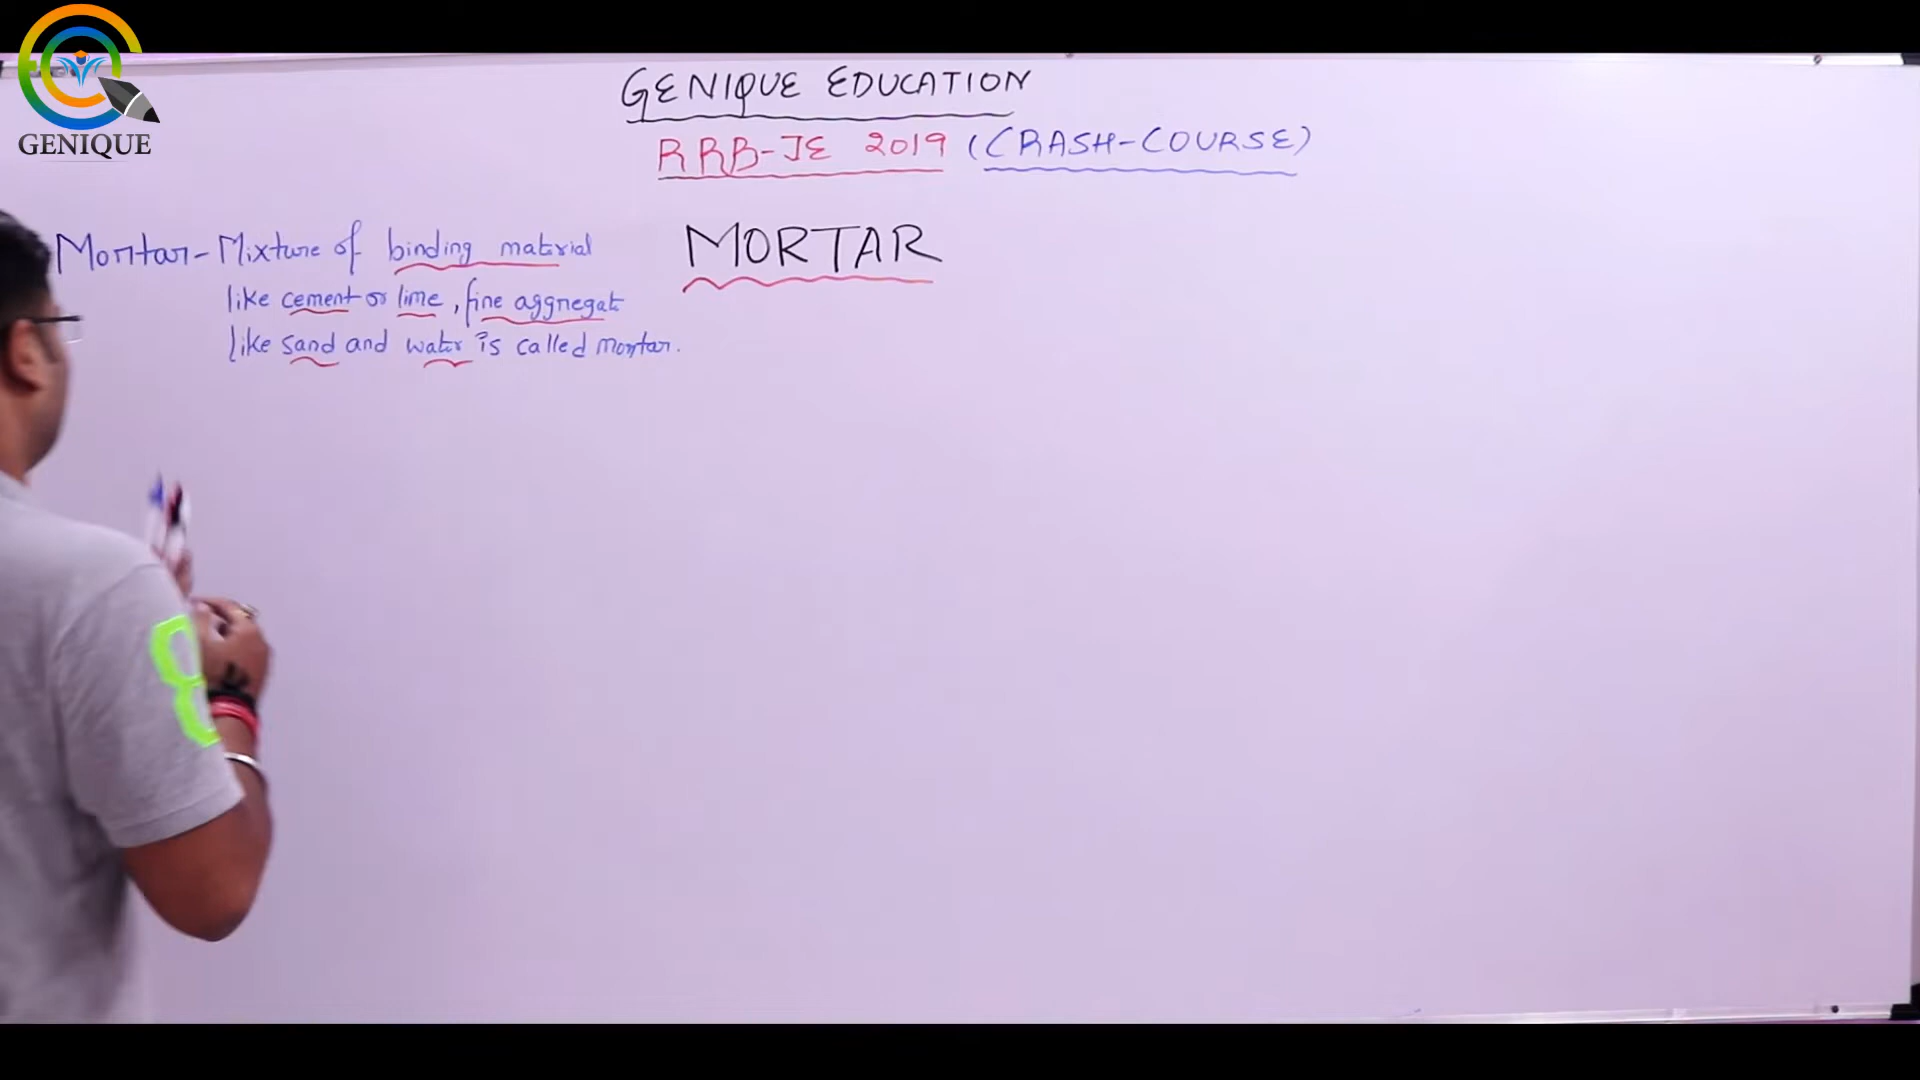 GENIQUE
GENIQUE EDUCATION
RRB-JE 2019 (CRASH-COURSE)
MORTAR
Mortar-Mixture of binding material
like cement or lime, fine aggregate
like sand and water is called mortar.
8